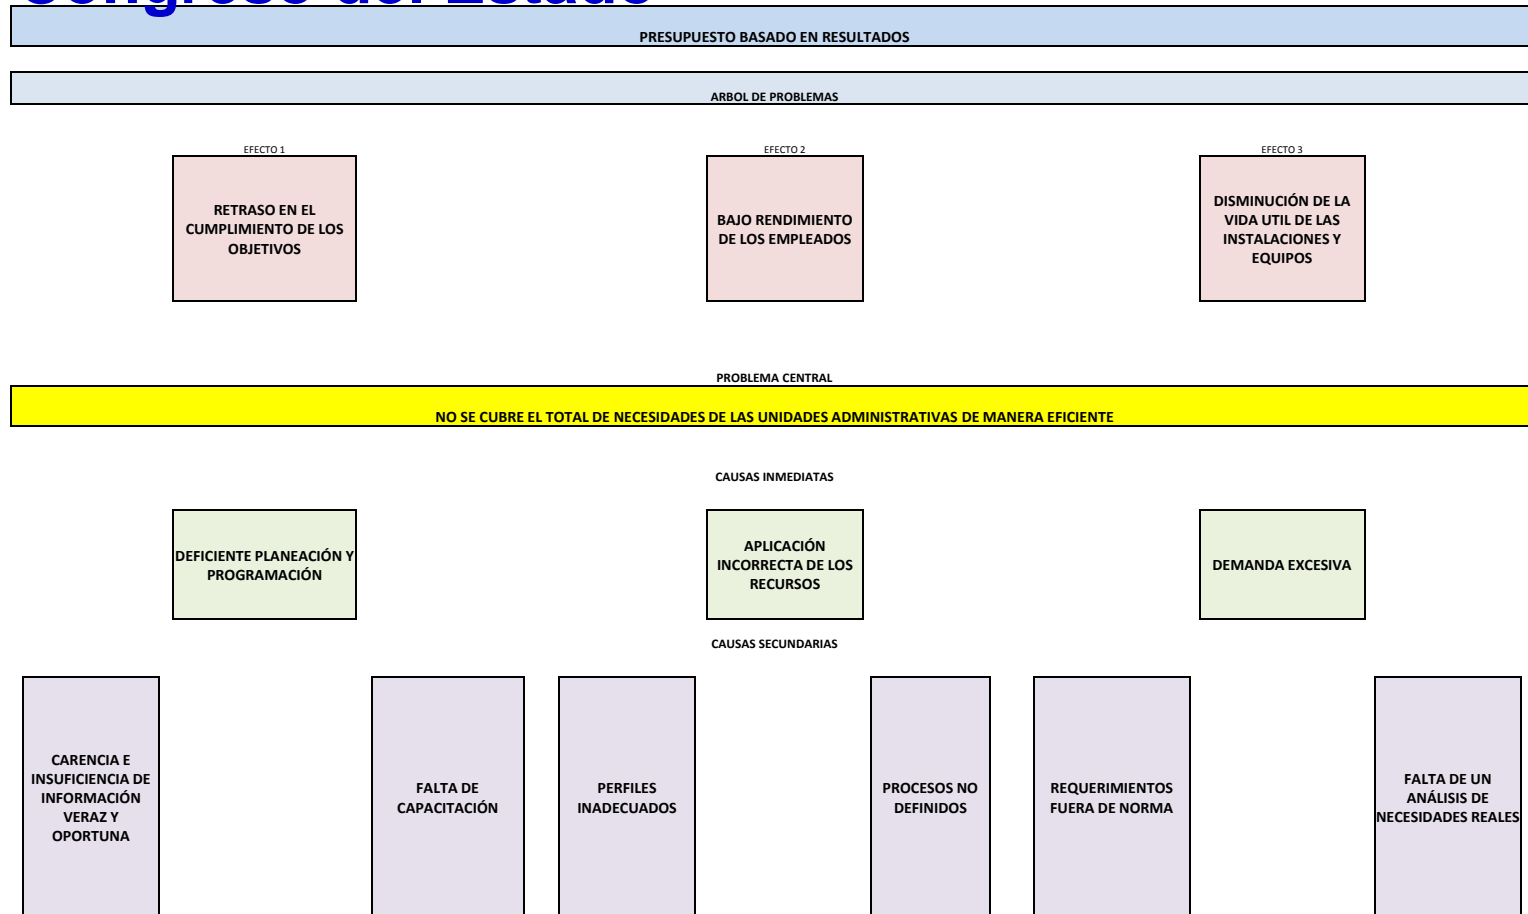 Congreso del Estado
PRESUPUESTO BASADO EN RESULTADOS
ARBOL DE PROBLEMAS
EFECTO 1
RETRASO EN EL
CUMPLIMIENTO DE LOS
OBJETIVOS
EFECTO 2
BAJO RENDIMIENTO
DE LOS EMPLEADOS
EFECTO 3
DISMINUCIÓN DE LA
VIDA UTIL DE LAS
INSTALACIONES Y
EQUIPOS
PROBLEMA CENTRAL
NO SE CUBRE EL TOTAL DE NECESIDADES DE LAS UNIDADES ADMINISTRATIVAS DE MANERA EFICIENTE
CAUSAS INMEDIATAS
DEFICIENTE PLANEACIÓN Y
PROGRAMACIÓN
APLICACIÓN
INCORRECTA DE LOS
RECURSOS
DEMANDA EXCESIVA
CAUSAS SECUNDARIAS
CARENCIA E
INSUFICIENCIA DE
INFORMACIÓN
VERAZ Y
OPORTUNA
FALTA DE
CAPACITACIÓN
PERFILES
INADECUADOS
PROCESOS NO
DEFINIDOS
REQUERIMIENTOS
FUERA DE NORMA
FALTA DE UN
ANÁLISIS DE
NECESIDADES REALES